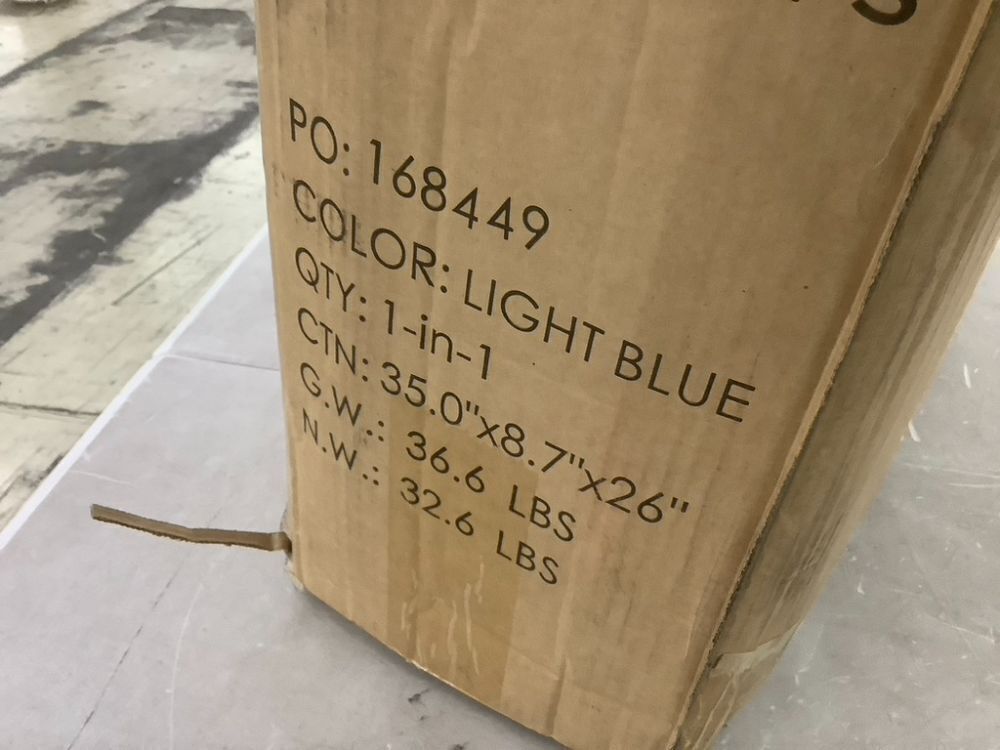 PO: 168449
COLOR: LIGHT BLUE
QTY: 1-in-1
CTN: 35.0"x8.7"x26"
G.W.: 36.6 LBS
N.W.: 32.6 LBS